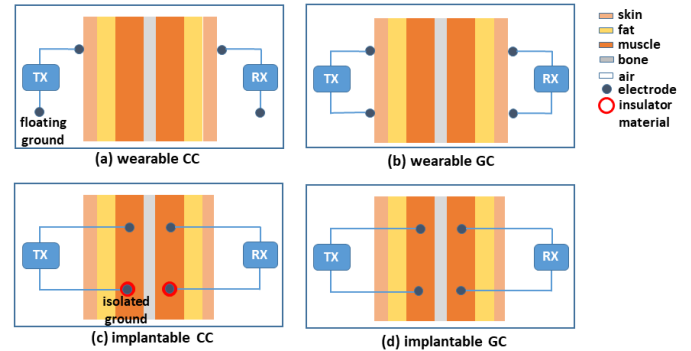 TX
RX
floating
ground
(a) wearable CC
TX
RX
(b) wearable GC
skin
fat
muscle
bone
air
electrode
insulator
material
TX
RX
isolated
ground
(c) implantable CC
TX
RX
(d) implantable GC